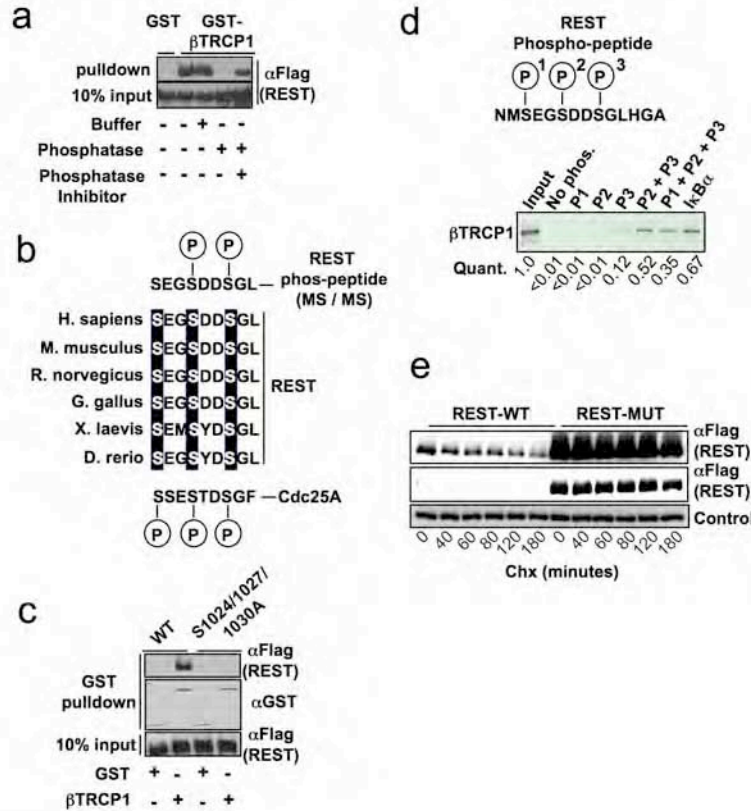 a
GST GST-
βTRCP1
pulldown
αFlag
10% input
(REST)
Buffer - - + - -
Phosphatase - - - + +
Phosphatase
Inhibitor - - - - +
b
P P
SEGSDDSGL
REST
phos-peptide
(MS / MS)
H. sapiens SEGSDDSGL
M. musculus SEGSDDSGL
R. norvegicus SEGSDDSGL
REST
G. gallus SEGSDDSGL
X. laevis SEMSYDSGL
D. rerio SEGSYDSGL
SSESTDSGF Cdc25A
P P P
c
WT S1024/1027/
1030A
αFlag
(REST)
GST
pulldown
αGST
10% input
αFlag
(REST)
GST + - + -
βTRCP1 - + - +
d
REST
Phospho-peptide
P 1 P 2 P 3
NMSEGSDDSGLHGA
Input No phos. P1 P2 P3 P2 + P3 P1 + P2 + P3 IκBα
βTRCP1
Quant. 1.0 <0.01 <0.01 <0.01 0.12 0.52 0.35 0.67
e
REST-WT REST-MUT
αFlag
(REST)
αFlag
(REST)
Control
0 40 60 80 120 180 0 40 60 80 120 180
Chx (minutes)